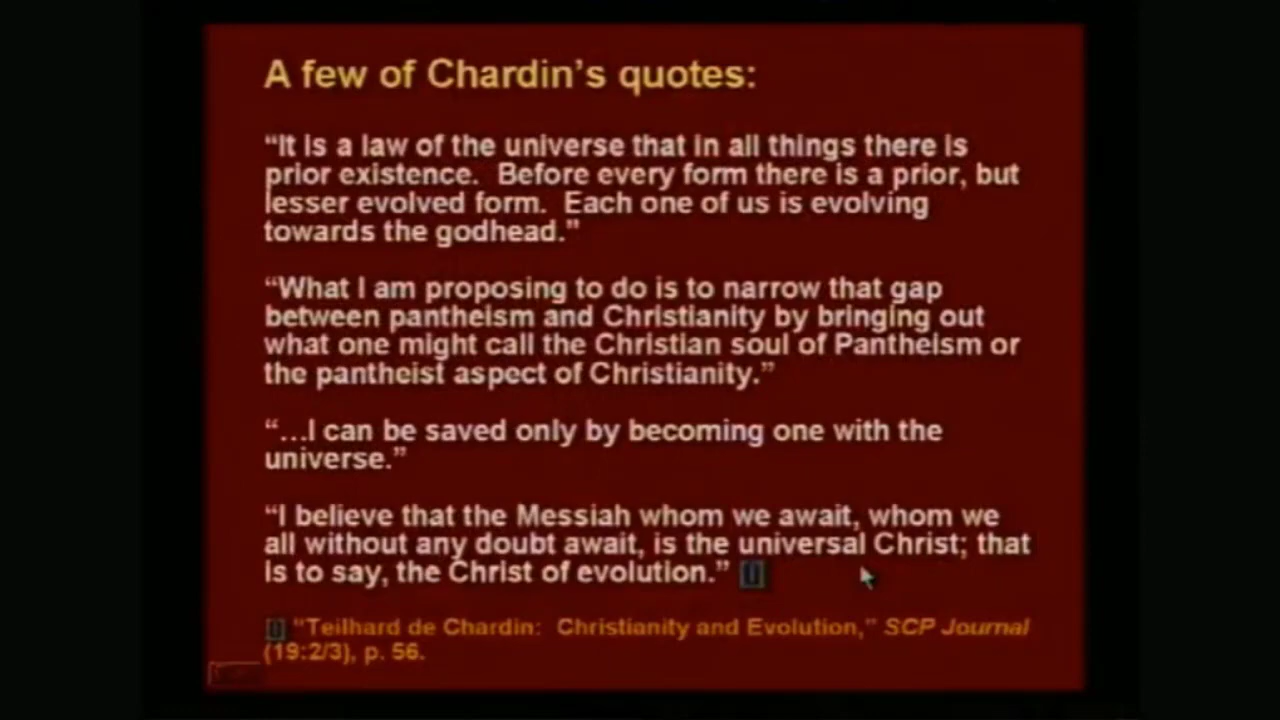 A few of Chardin's quotes:
“It is a law of the universe that in all things there is
prior existence.  Before every form there is a prior, but
lesser evolved form.  Each one of us is evolving
towards the godhead.”
“What I am proposing to do is to narrow that gap
between pantheism and Christianity by bringing out
what one might call the Christian soul of Pantheism or
the pantheist aspect of Christianity.”
“…I can be saved only by becoming one with the
universe.”
“I believe that the Messiah whom we await, whom we
all without any doubt await, is the universal Christ; that
is to say, the Christ of evolution.” [i]
[i] “Teilhard de Chardin:  Christianity and Evolution,” SCP Journal
(19:2/3), p. 56.